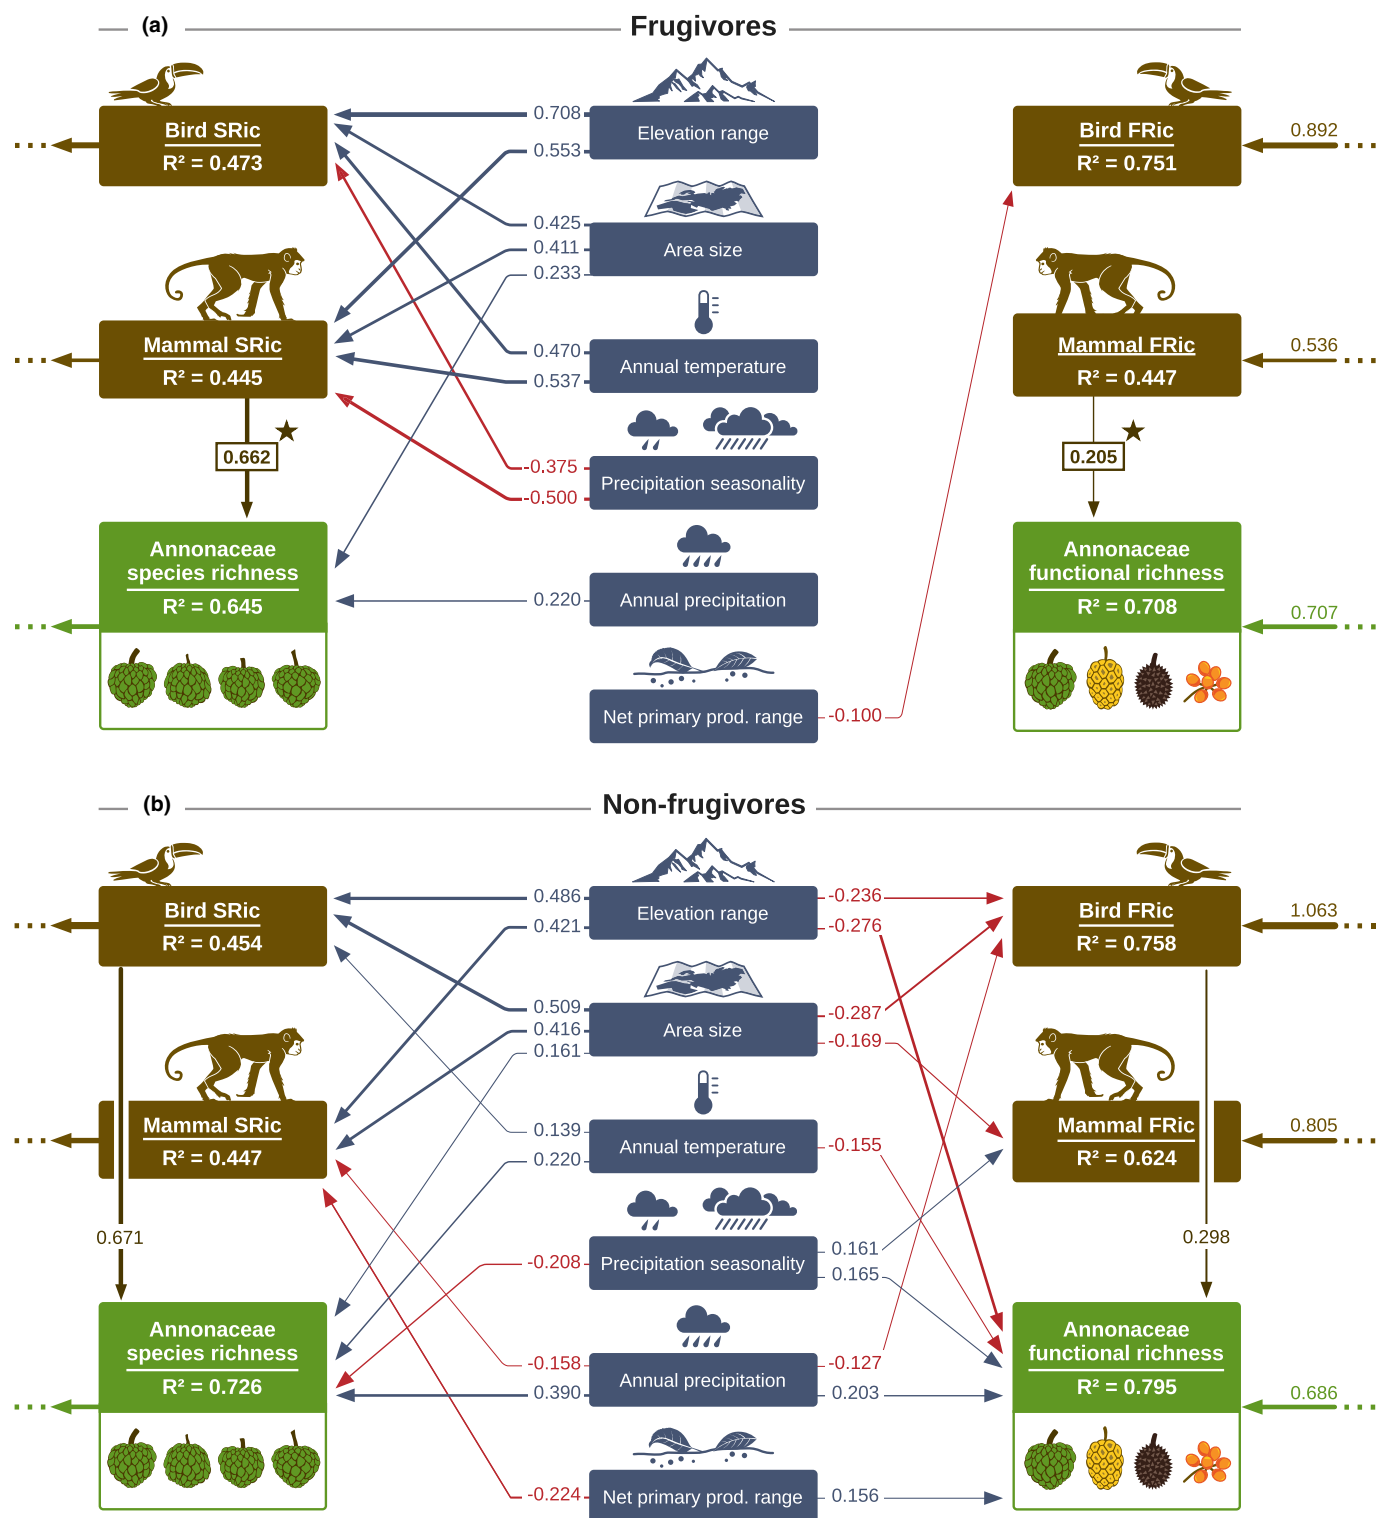 (a)
Frugivores
Bird SRic
R² = 0.473
0.708
0.553
Elevation range
Bird FRic
R² = 0.751
0.892
0.425
0.411
0.233
Area size
Mammal SRic
R² = 0.445
0.470
0.537
Annual temperature
Mammal FRic
R² = 0.447
0.536
0.662
-0.375
-0.500
Precipitation seasonality
0.205
Annonaceae
species richness
R² = 0.645
0.220
Annual precipitation
Annonaceae
functional richness
R² = 0.708
0.707
Net primary prod. range
-0.100
(b)
Non-frugivores
Bird SRic
R² = 0.454
0.486
0.421
Elevation range
-0.236
-0.276
Bird FRic
R² = 0.758
1.063
0.509
0.416
0.161
Area size
-0.287
-0.169
Mammal SRic
R² = 0.447
0.139
0.220
Annual temperature
-0.155
Mammal FRic
R² = 0.624
0.805
0.671
-0.208
Precipitation seasonality
0.161
0.165
0.298
Annonaceae
species richness
R² = 0.726
-0.158
0.390
Annual precipitation
-0.127
0.203
Annonaceae
functional richness
R² = 0.795
0.686
-0.224
Net primary prod. range
0.156